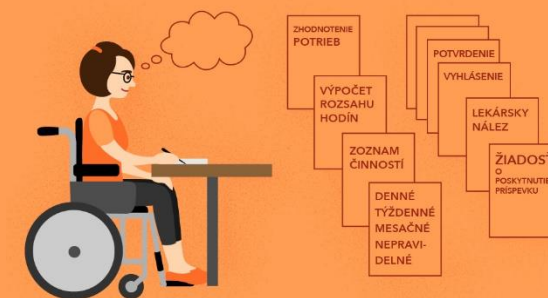 ZHODNOTENIE
POTRIEB
VÝPOČET
ROZSAHU
HODÍN
ZOZNAM
ČINNOSTÍ
DENNÉ
TÝŽDENNÉ
MESAČNÉ
NEPRAVI-
DELNÉ
POTVRDENIE
VYHLÁSENIE
LEKÁRSKY
NÁLEZ
ŽIADOSŤ
O
POSKYTNUTIE
PRÍSPEVKU